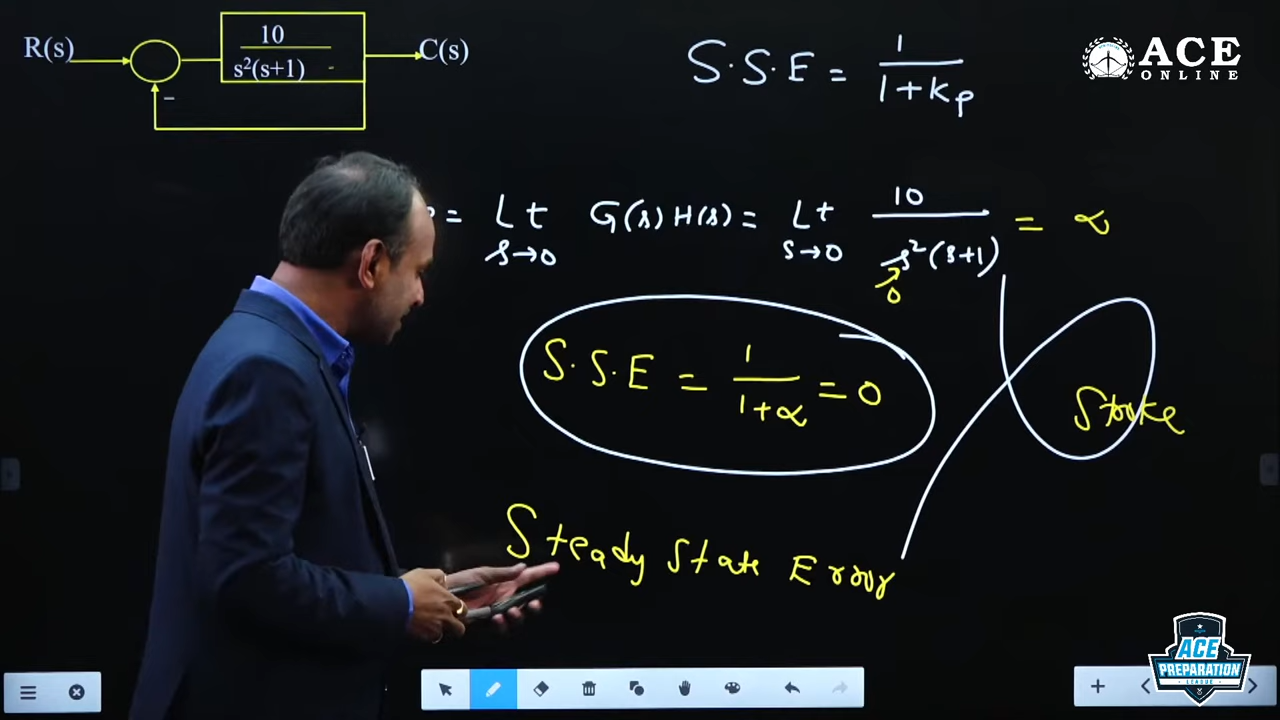 R(s)
10
s²(s+1)
C(s)
−
S.S.E = 1
1+Kp
ACE
ONLINE
= Lt G(s)H(s) = Lt 10 = ∝
s→0 s→0 s²(s+1)
0
S.S.E = 1 = 0
1+∝
Stroke
Steady State Error
ACE
PREPARATION
LEAGUE